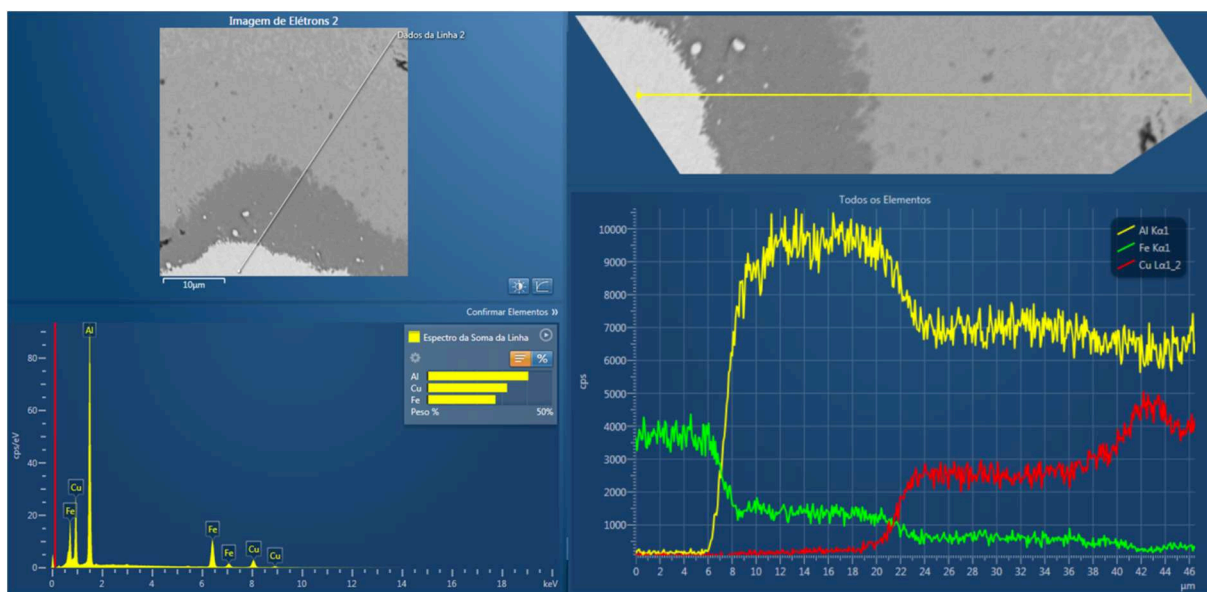 Imagem de Elétrons 2
Dados da Linha 2
10µm
Confirmar Elementos »
Espectro da Soma da Linha
%
Al
Cu
Fe
Peso %
50%
cps/eV
80
60
40
20
0
Al
Cu
Fe
Fe
Fe
Cu
Cu
0
2
4
6
8
10
12
14
16
18
keV
Todos os Elementos
Al Kα1
Fe Kα1
Cu Lα1_2
cps
10000
9000
8000
7000
6000
5000
4000
3000
2000
1000
0 2 4 6 8 10 12 14 16 18 20 22 24 26 28 30 32 34 36 38 40 42 44 46
µm